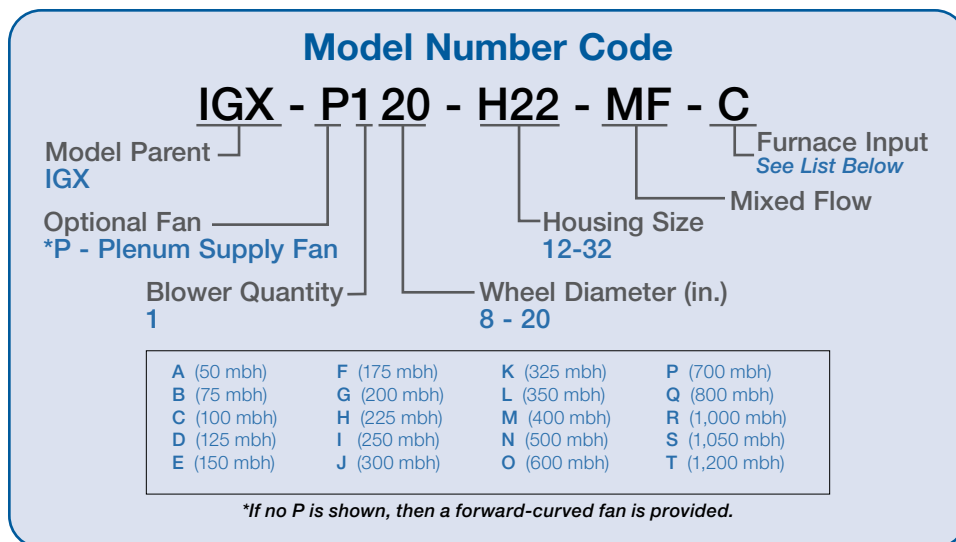 Model Number Code
IGX - P120 - H22 - MF - C
Model Parent
IGX
Furnace Input
See List Below
Mixed Flow
Optional Fan
*P - Plenum Supply Fan
Housing Size
12-32
Blower Quantity
1
Wheel Diameter (in.)
8 - 20
A (50 mbh) F (175 mbh) K (325 mbh) P (700 mbh)
B (75 mbh) G (200 mbh) L (350 mbh) Q (800 mbh)
C (100 mbh) H (225 mbh) M (400 mbh) R (1,000 mbh)
D (125 mbh) I (250 mbh) N (500 mbh) S (1,050 mbh)
E (150 mbh) J (300 mbh) O (600 mbh) T (1,200 mbh)
*If no P is shown, then a forward-curved fan is provided.